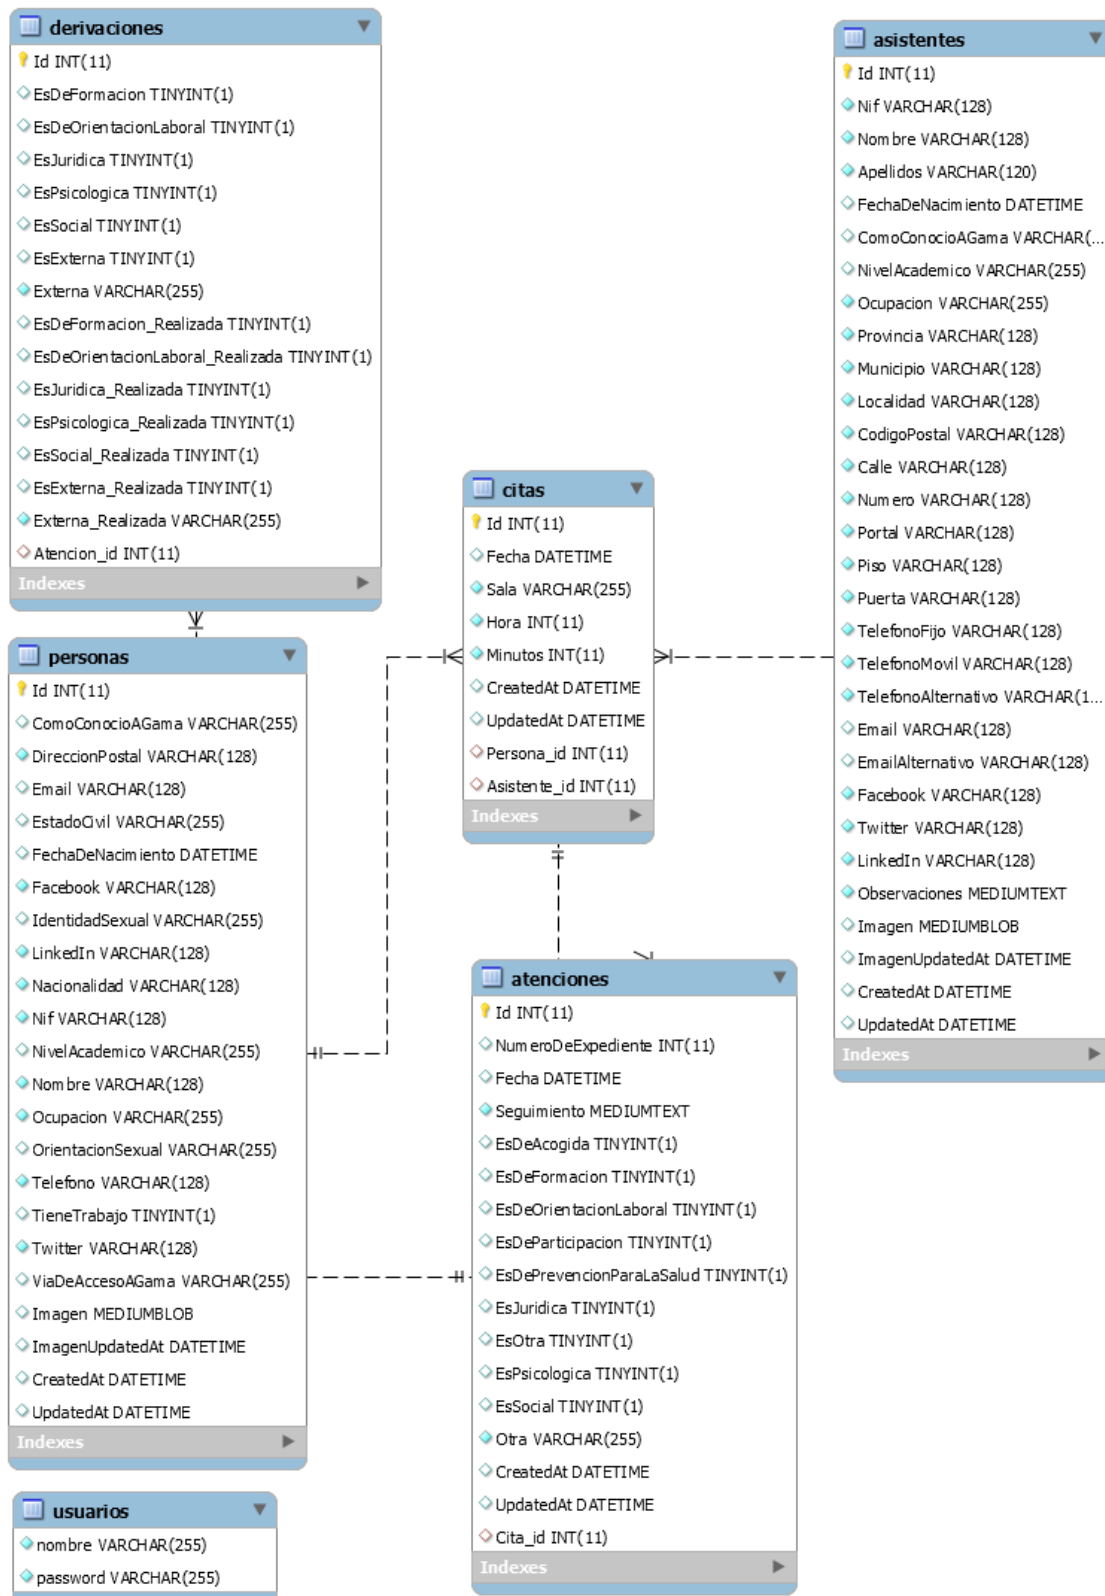 derivaciones
Id INT(11)
EsDeFormacion TINYINT(1)
EsDeOrientacionLaboral TINYINT(1)
EsJuridica TINYINT(1)
EsPsicologica TINYINT(1)
EsSocial TINYINT(1)
EsExterna TINYINT(1)
Externa VARCHAR(255)
EsDeFormacion_Realizada TINYINT(1)
EsDeOrientacionLaboral_Realizada TINYINT(1)
EsJuridica_Realizada TINYINT(1)
EsPsicologica_Realizada TINYINT(1)
EsSocial_Realizada TINYINT(1)
EsExterna_Realizada TINYINT(1)
Externa_Realizada VARCHAR(255)
Atencion_id INT(11)
Indexes
personas
Id INT(11)
ComoConocioAGama VARCHAR(255)
DireccionPostal VARCHAR(128)
Email VARCHAR(128)
EstadoCivil VARCHAR(255)
FechaDeNacimiento DATETIME
Facebook VARCHAR(128)
IdentidadSexual VARCHAR(255)
LinkedIn VARCHAR(128)
Nacionalidad VARCHAR(128)
Nif VARCHAR(128)
NivelAcademico VARCHAR(255)
Nombre VARCHAR(128)
Ocupacion VARCHAR(255)
OrientacionSexual VARCHAR(255)
Telefono VARCHAR(128)
TieneTrabajo TINYINT(1)
Twitter VARCHAR(128)
ViaDeAccesoAGama VARCHAR(255)
Imagen MEDIUMBLOB
ImagenUpdatedAt DATETIME
CreatedAt DATETIME
UpdatedAt DATETIME
Indexes
usuarios
nombre VARCHAR(255)
password VARCHAR(255)
citas
Id INT(11)
Fecha DATETIME
Sala VARCHAR(255)
Hora INT(11)
Minutos INT(11)
CreatedAt DATETIME
UpdatedAt DATETIME
Persona_id INT(11)
Asistente_id INT(11)
Indexes
atenciones
Id INT(11)
NumeroDeExpediente INT(11)
Fecha DATETIME
Seguimiento MEDIUMTEXT
EsDeAcogida TINYINT(1)
EsDeFormacion TINYINT(1)
EsDeOrientacionLaboral TINYINT(1)
EsDeParticipacion TINYINT(1)
EsDePrevencionParaLaSalud TINYINT(1)
EsJuridica TINYINT(1)
EsOtra TINYINT(1)
EsPsicologica TINYINT(1)
EsSocial TINYINT(1)
Otra VARCHAR(255)
CreatedAt DATETIME
UpdatedAt DATETIME
Cita_id INT(11)
Indexes
asistentes
Id INT(11)
Nif VARCHAR(128)
Nombre VARCHAR(128)
Apellidos VARCHAR(120)
FechaDeNacimiento DATETIME
ComoConocioAGama VARCHAR(...
NivelAcademico VARCHAR(255)
Ocupacion VARCHAR(255)
Provincia VARCHAR(128)
Municipio VARCHAR(128)
Localidad VARCHAR(128)
CodigoPostal VARCHAR(128)
Calle VARCHAR(128)
Numero VARCHAR(128)
Portal VARCHAR(128)
Piso VARCHAR(128)
Puerta VARCHAR(128)
TelefonoFijo VARCHAR(128)
TelefonoMovil VARCHAR(128)
TelefonoAlternativo VARCHAR(1...
Email VARCHAR(128)
EmailAlternativo VARCHAR(128)
Facebook VARCHAR(128)
Twitter VARCHAR(128)
LinkedIn VARCHAR(128)
Observaciones MEDIUMTEXT
Imagen MEDIUMBLOB
ImagenUpdatedAt DATETIME
CreatedAt DATETIME
UpdatedAt DATETIME
Indexes